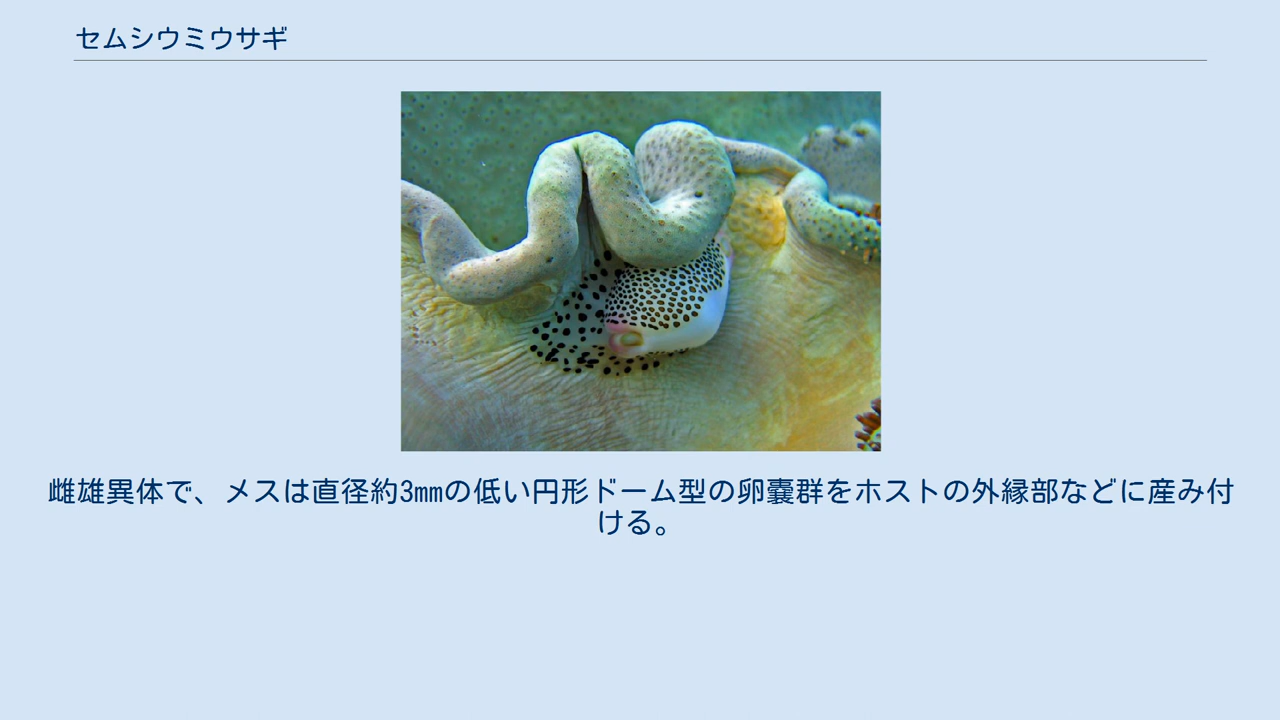 セムシウミウサギ
雌雄異体で、メスは直径約3㎜の低い円形ドーム型の卵嚢群をホストの外縁部などに産み付
ける。